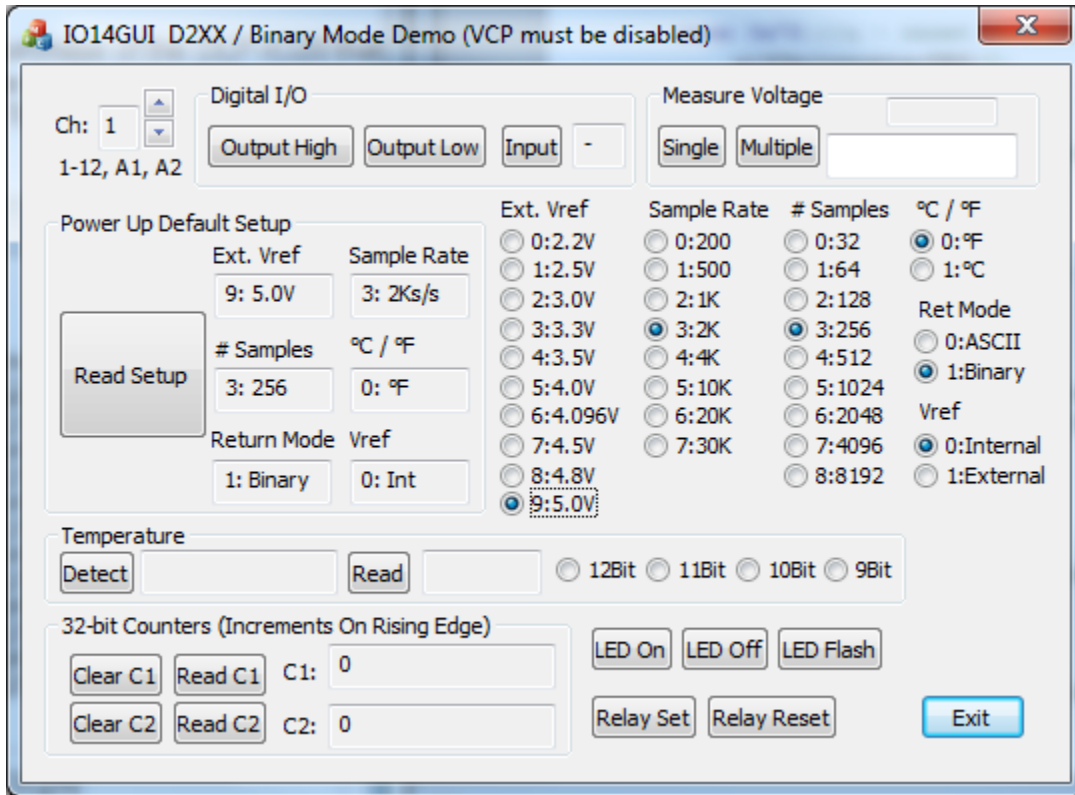 IO14GUI D2XX / Binary Mode Demo (VCP must be disabled)
Ch: 1
1-12, A1, A2
Digital I/O
Output High Output Low Input -
Measure Voltage
Single Multiple
Power Up Default Setup
Read Setup
Ext. Vref Sample Rate
9: 5.0V 3: 2Ks/s
# Samples ºC / ºF
3: 256 0: ºF
Return Mode Vref
1: Binary 0: Int
Ext. Vref
0:2.2V
1:2.5V
2:3.0V
3:3.3V
4:3.5V
5:4.0V
6:4.096V
7:4.5V
8:4.8V
9:5.0V
Sample Rate
0:200
1:500
2:1K
3:2K
4:4K
5:10K
6:20K
7:30K
# Samples
0:32
1:64
2:128
3:256
4:512
5:1024
6:2048
7:4096
8:8192
ºC / ºF
0:ºF
1:ºC
Ret Mode
0:ASCII
1:Binary
Vref
0:Internal
1:External
Temperature
Detect Read 12Bit 11Bit 10Bit 9Bit
32-bit Counters (Increments On Rising Edge)
Clear C1 Read C1 C1: 0
Clear C2 Read C2 C2: 0
LED On LED Off LED Flash
Relay Set Relay Reset Exit